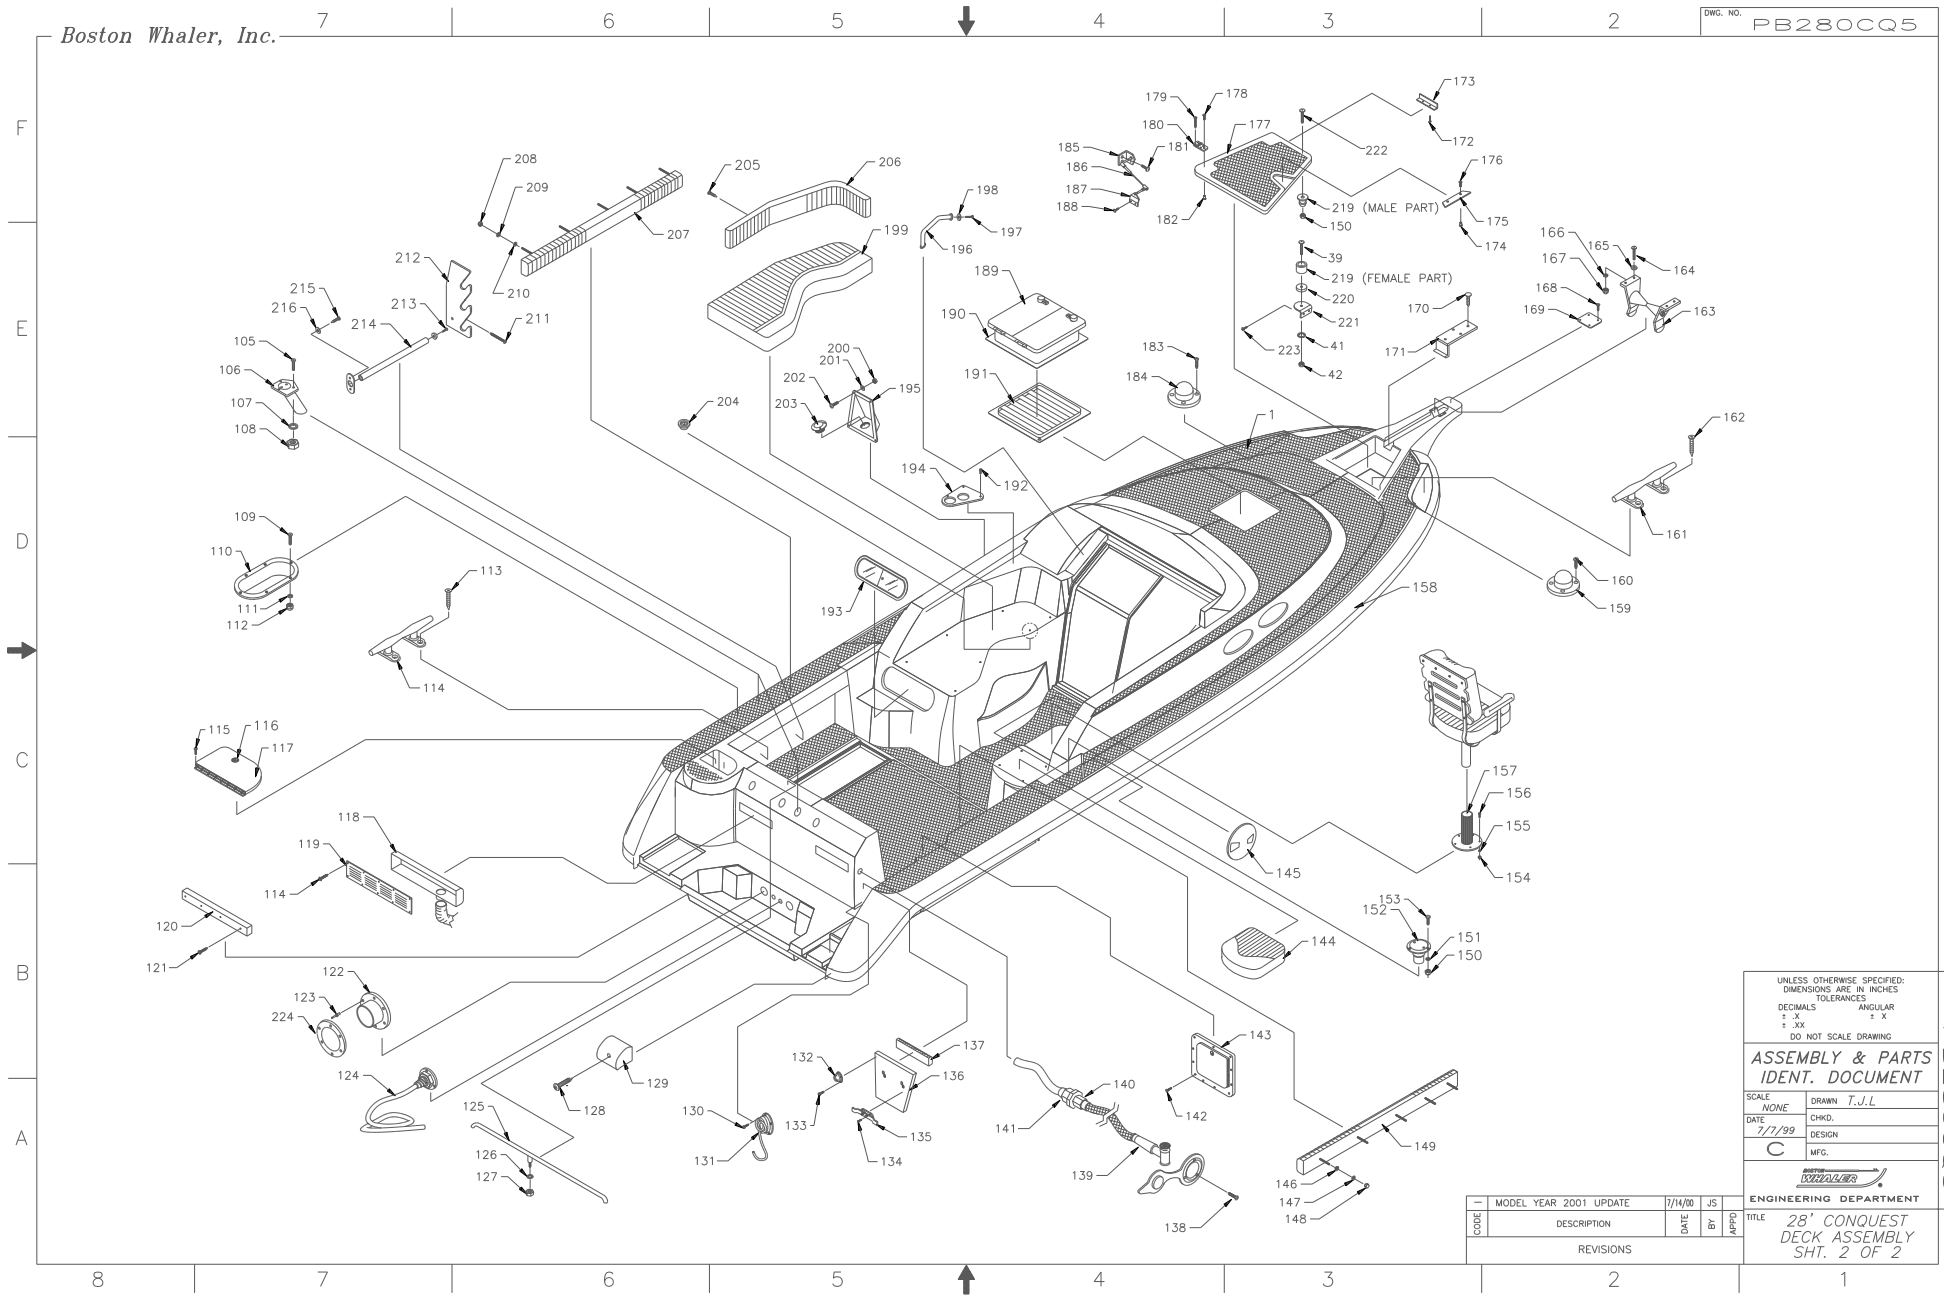 7 6 5 4 3 2
DWG. NO. PB280CQ5
Boston Whaler, Inc.
F
E
D
C
B
A
F
E
D
C
B
A
173
179 178
177
172
180
185 181
222
186
176
187
188
182
219 (MALE PART)
150
175
174
208
209
205
206
207
210
212
198
197
196
199
39
219 (FEMALE PART)
220
221
223
41
42
166 165
167
164
168
169
163
170
171
189
190
191
183
184
215
216
213
214
211
105
106
107
108
200
201
202
203
195
204
1
162
161
194
192
109
110
111
112
113
114
193
158
160
159
115
116
117
118
119
114
120
121
157
156
155
154
145
153
152
151
150
144
122
123
224
124
125
126
127
128
129
130
131
132
133
134
135
136
137
138
139
140
141
142
143
146
147
148
149
UNLESS OTHERWISE SPECIFIED:
DIMENSIONS ARE IN INCHES
TOLERANCES
DECIMALS ANGULAR
± .X ± X
± .XX
DO NOT SCALE DRAWING
ASSEMBLY & PARTS
IDENT. DOCUMENT
SCALE NONE
DRAWN T.J.L
CHKD.
DATE 7/7/99
DESIGN
C
MFG.
BOSTON
WHALER
ENGINEERING DEPARTMENT
TITLE 28' CONQUEST
DECK ASSEMBLY
SHT. 2 OF 2
– MODEL YEAR 2001 UPDATE 7/14/00 JS
CODE DESCRIPTION DATE BY APPD
REVISIONS
8 7 6 5 4 3 2 1